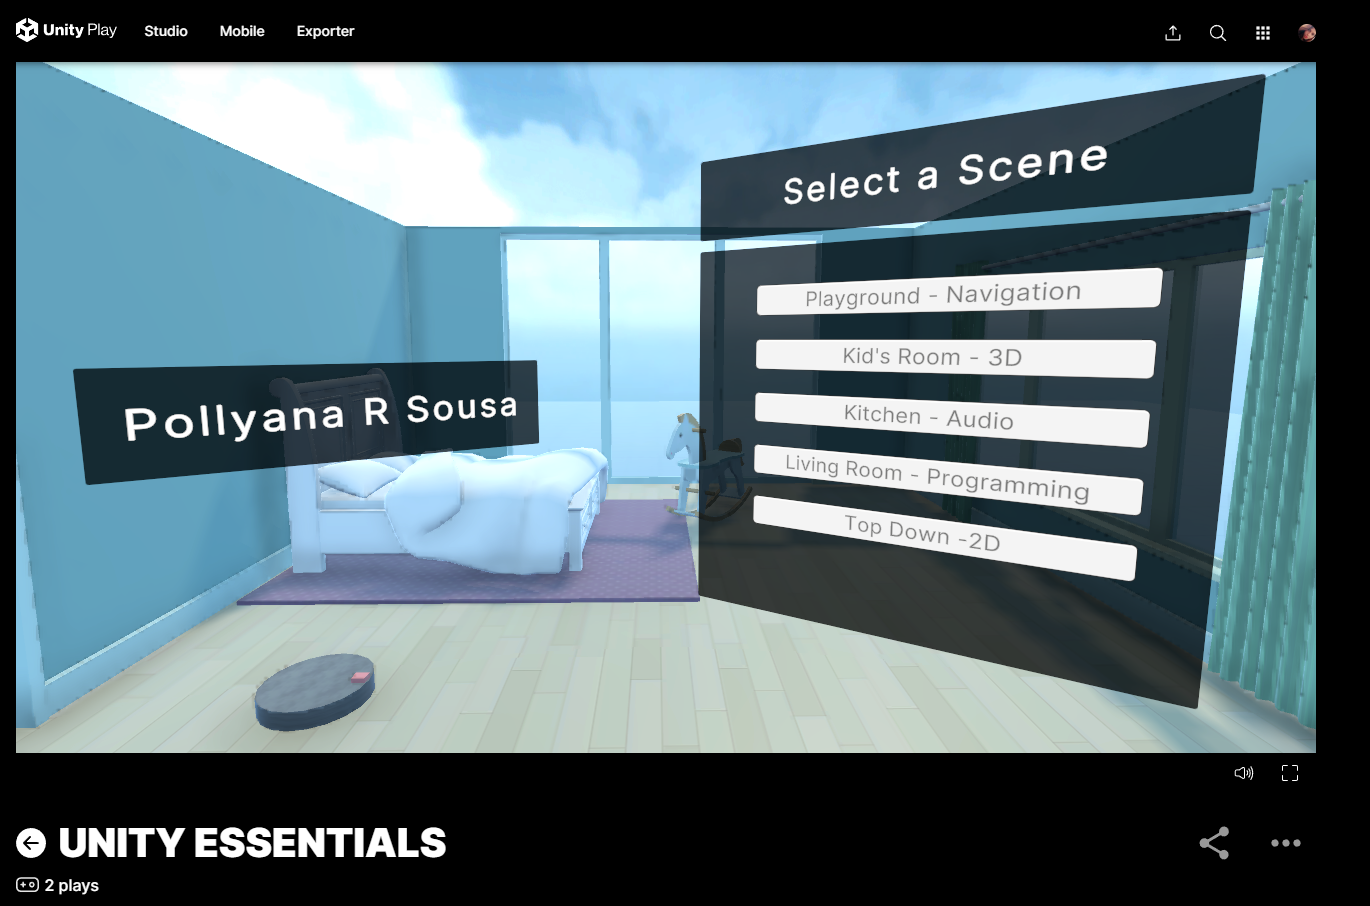 Unity Play Studio Mobile Exporter
Select a Scene
Playground - Navigation
Kid's Room - 3D
Pollyana R Sousa
Kitchen - Audio
Living Room - Programming
Top Down -2D
UNITY ESSENTIALS
2 plays